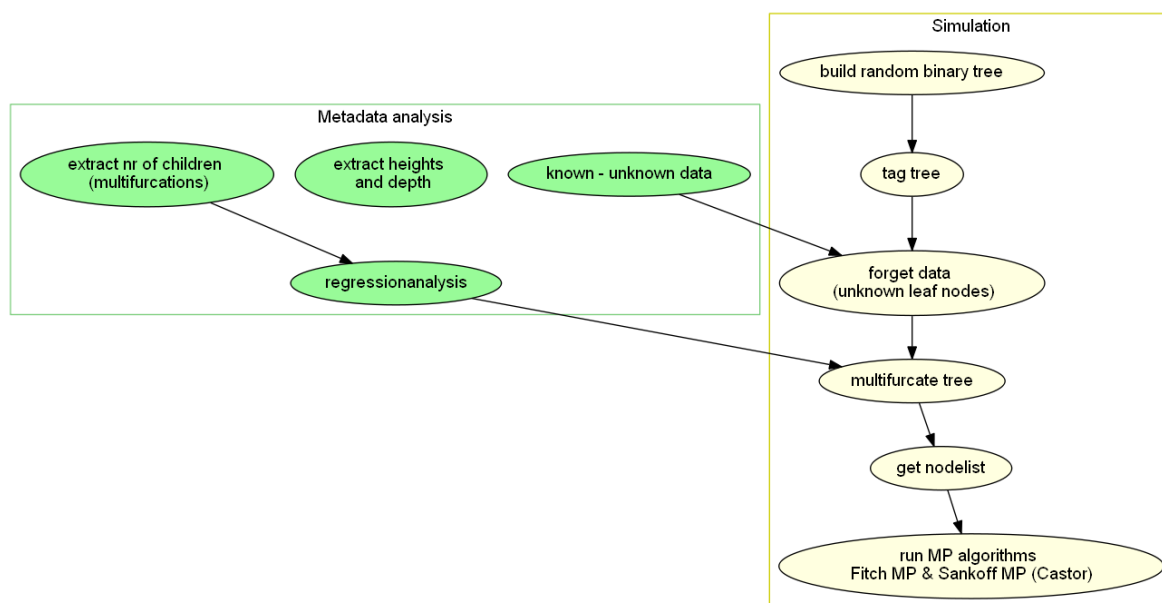 Simulation
build random binary tree
Metadata analysis
extract nr of children
(multifurcations)
extract heights
and depth
known - unknown data
tag tree
regressionanalysis
forget data
(unknown leaf nodes)
multifurcate tree
get nodelist
run MP algorithms
Fitch MP & Sankoff MP (Castor)